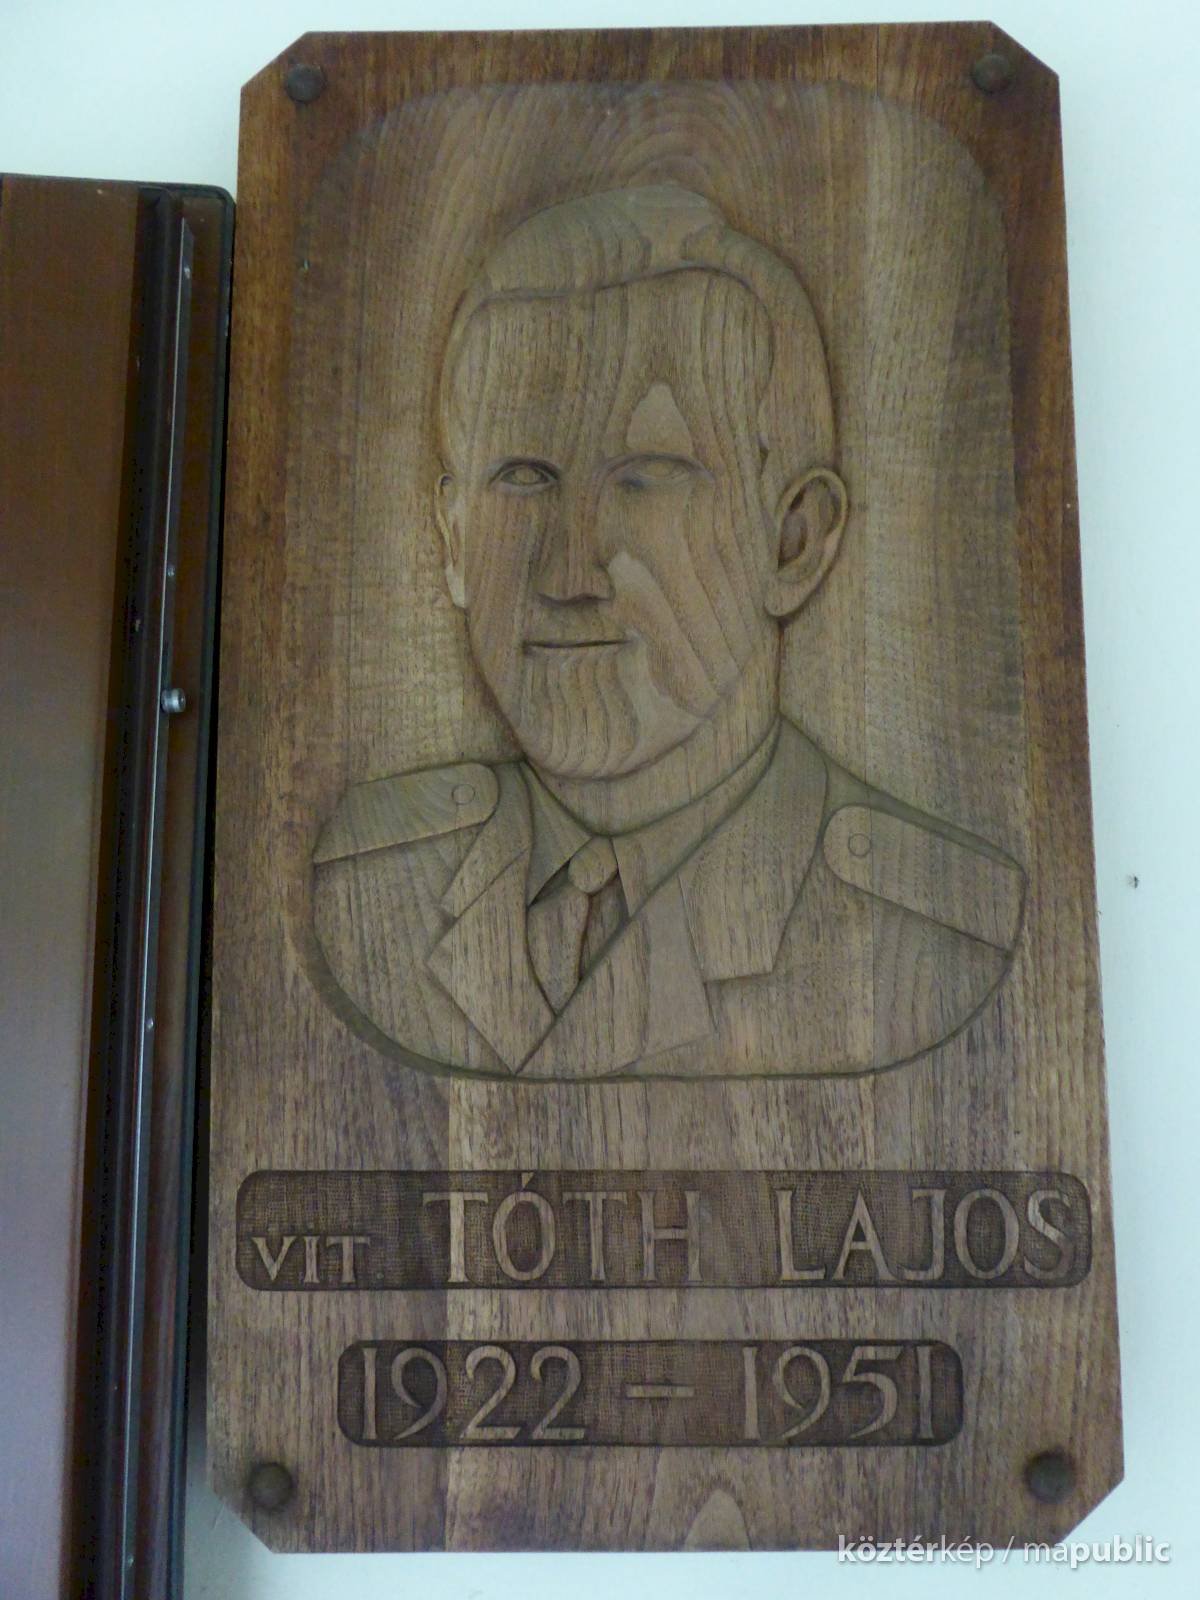 VIT TÓTH LAJOS
1922 – 1951
köztérkép / mapublic